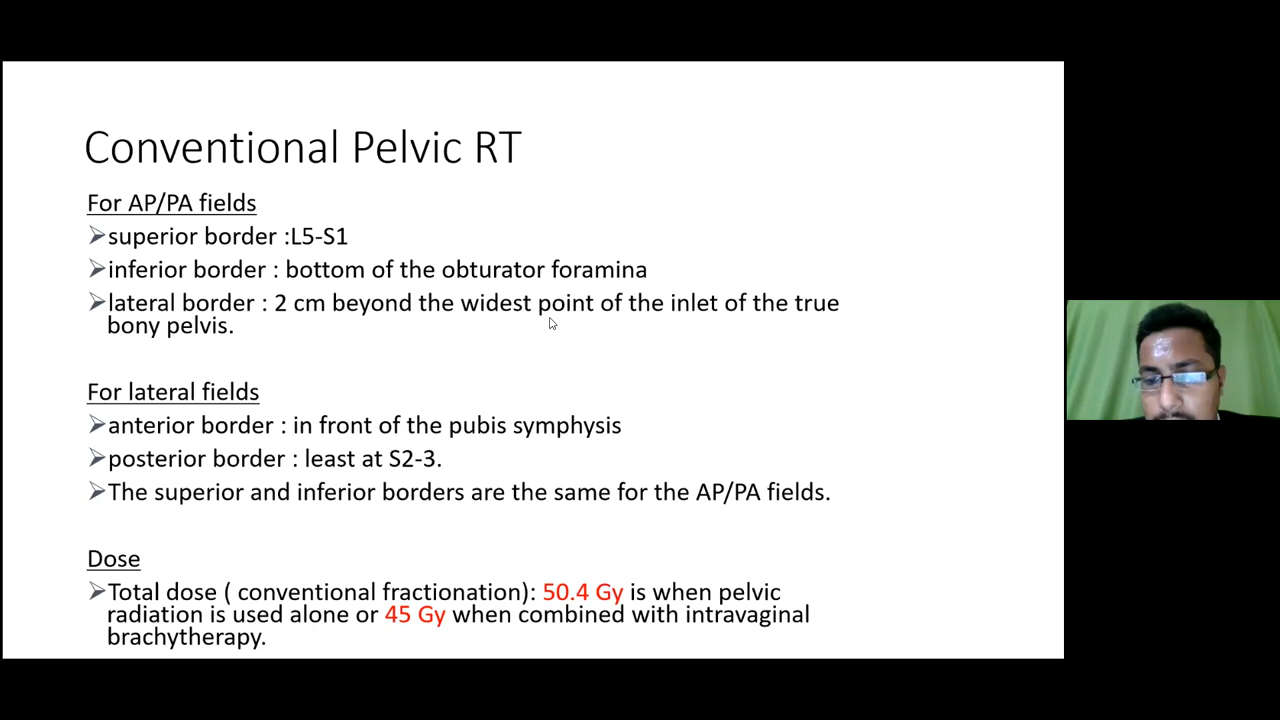 Conventional Pelvic RT
For AP/PA fields
superior border :L5-S1
inferior border : bottom of the obturator foramina
lateral border : 2 cm beyond the widest point of the inlet of the true
bony pelvis.
For lateral fields
anterior border : in front of the pubis symphysis
posterior border : least at S2-3.
The superior and inferior borders are the same for the AP/PA fields.
Dose
Total dose ( conventional fractionation): 50.4 Gy is when pelvic
radiation is used alone or 45 Gy when combined with intravaginal
brachytherapy.